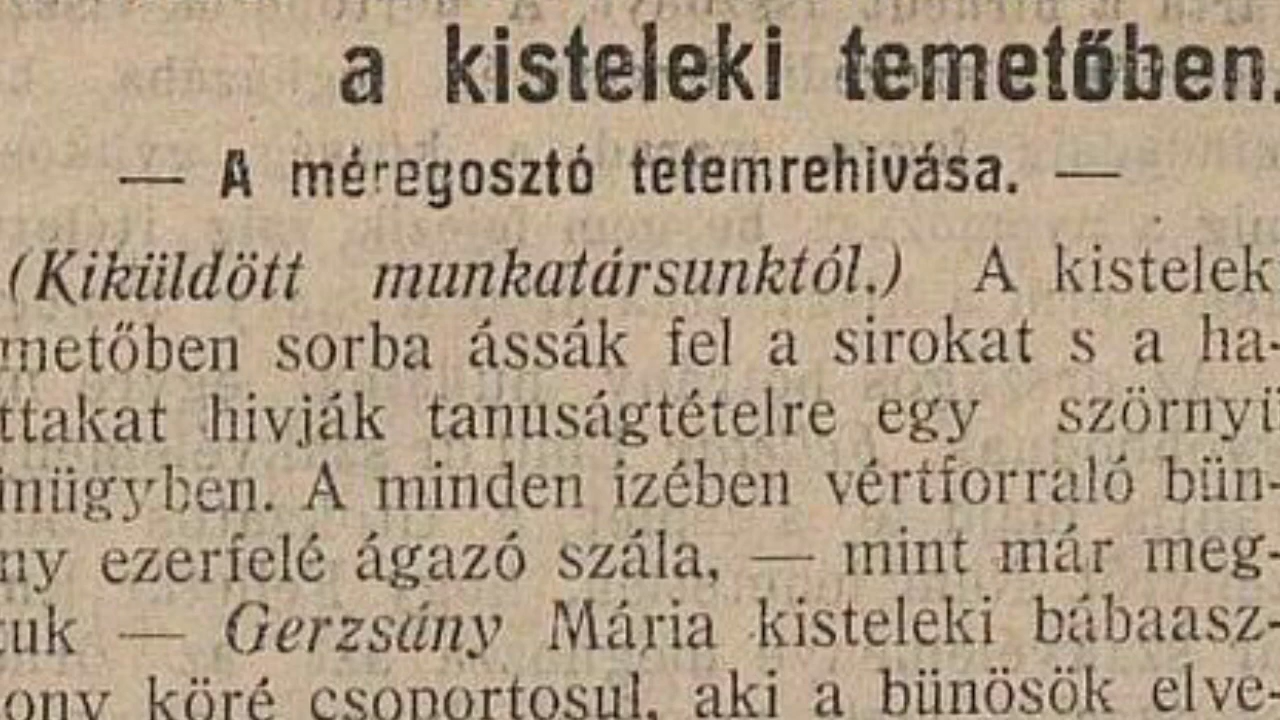 a kisteleki temetőben.
— A méregosztó tetemrehivása. —
(Kiküldött munkatársunktól.) A kistelek
metőben sorba ássák fel a sirokat s a ha-
ttakat hivják tanuságtételre egy szörnyü
inügyben. A minden izében vértforraló bün-
ny ezerfelé ágazó szála, — mint már meg-
tuk — Gerzsány Mária kisteleki bábaasz-
ony köré csoportosul, aki a bünösök elve-